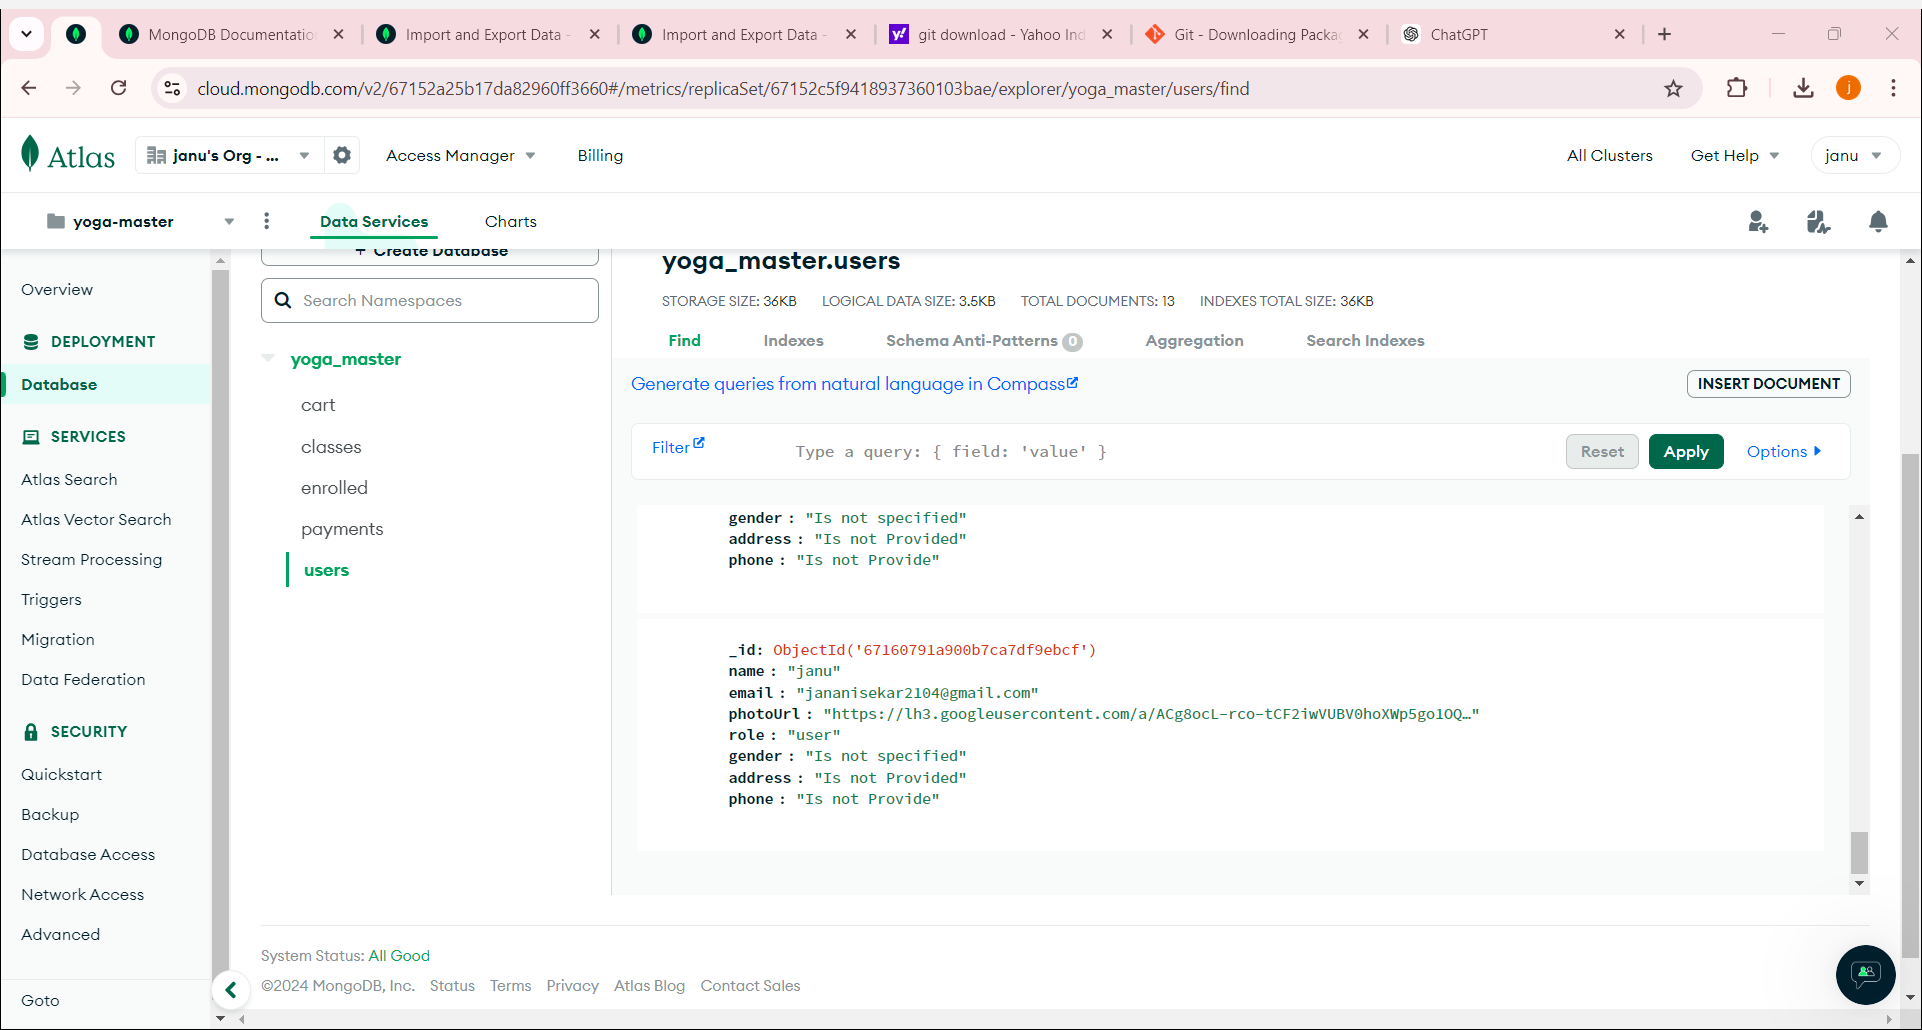 MongoDB Documentatio
Import and Export Data -
Import and Export Data -
git download - Yahoo Ind
Git - Downloading Packa
ChatGPT
cloud.mongodb.com/v2/67152a25b17da82960ff3660#/metrics/replicaSet/67152c5f9418937360103bae/explorer/yoga_master/users/find
j
Atlas
janu's Org - ...
Access Manager
Billing
All Clusters
Get Help
janu
yoga-master
Data Services
Charts
Overview
DEPLOYMENT
Database
SERVICES
Atlas Search
Atlas Vector Search
Stream Processing
Triggers
Migration
Data Federation
SECURITY
Quickstart
Backup
Database Access
Network Access
Advanced
Goto
+ Create Database
Search Namespaces
yoga_master
cart
classes
enrolled
payments
users
yoga_master.users
STORAGE SIZE: 36KB LOGICAL DATA SIZE: 3.5KB TOTAL DOCUMENTS: 13 INDEXES TOTAL SIZE: 36KB
Find Indexes Schema Anti-Patterns 0 Aggregation Search Indexes
Generate queries from natural language in Compass
INSERT DOCUMENT
Filter
Type a query: { field: 'value' }
Reset
Apply
Options
gender : "Is not specified"
address : "Is not Provided"
phone : "Is not Provide"
_id: ObjectId('67160791a900b7ca7df9ebcf')
name : "janu"
email : "jananisekar2104@gmail.com"
photoUrl : "https://lh3.googleusercontent.com/a/ACg8ocL-rco-tCF2iwVUBV0hoXWp5go1OQ…"
role : "user"
gender : "Is not specified"
address : "Is not Provided"
phone : "Is not Provide"
System Status: All Good
©2024 MongoDB, Inc. Status Terms Privacy Atlas Blog Contact Sales